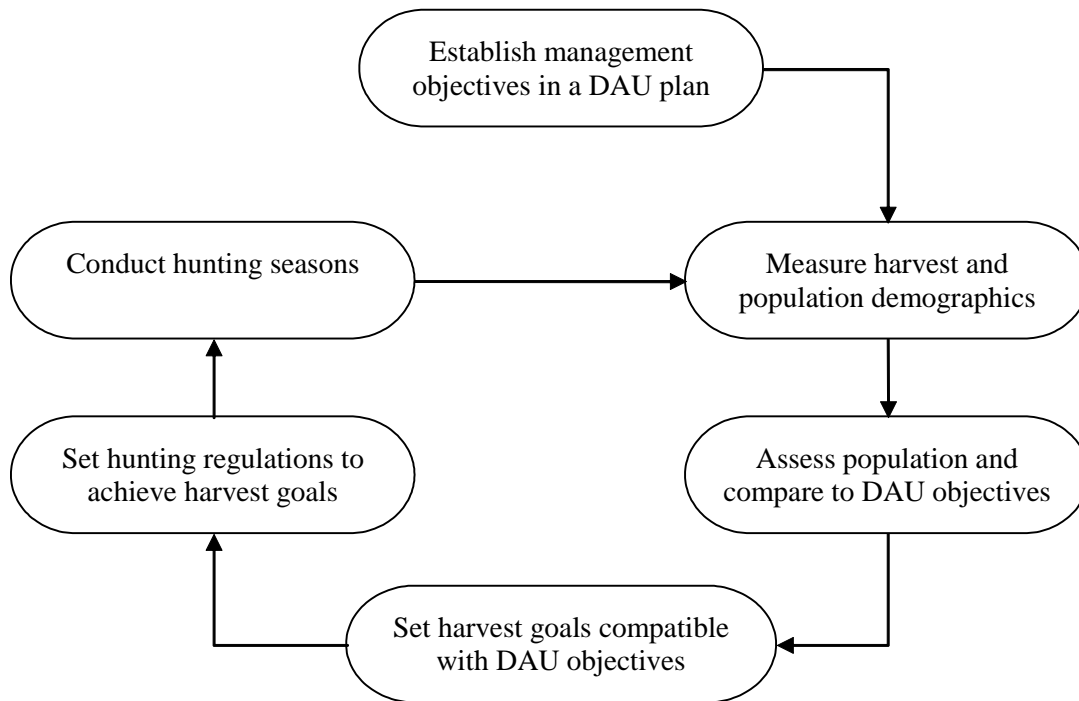 Establish management
objectives in a DAU plan
Conduct hunting seasons
Measure harvest and
population demographics
Set hunting regulations to
achieve harvest goals
Assess population and
compare to DAU objectives
Set harvest goals compatible
with DAU objectives